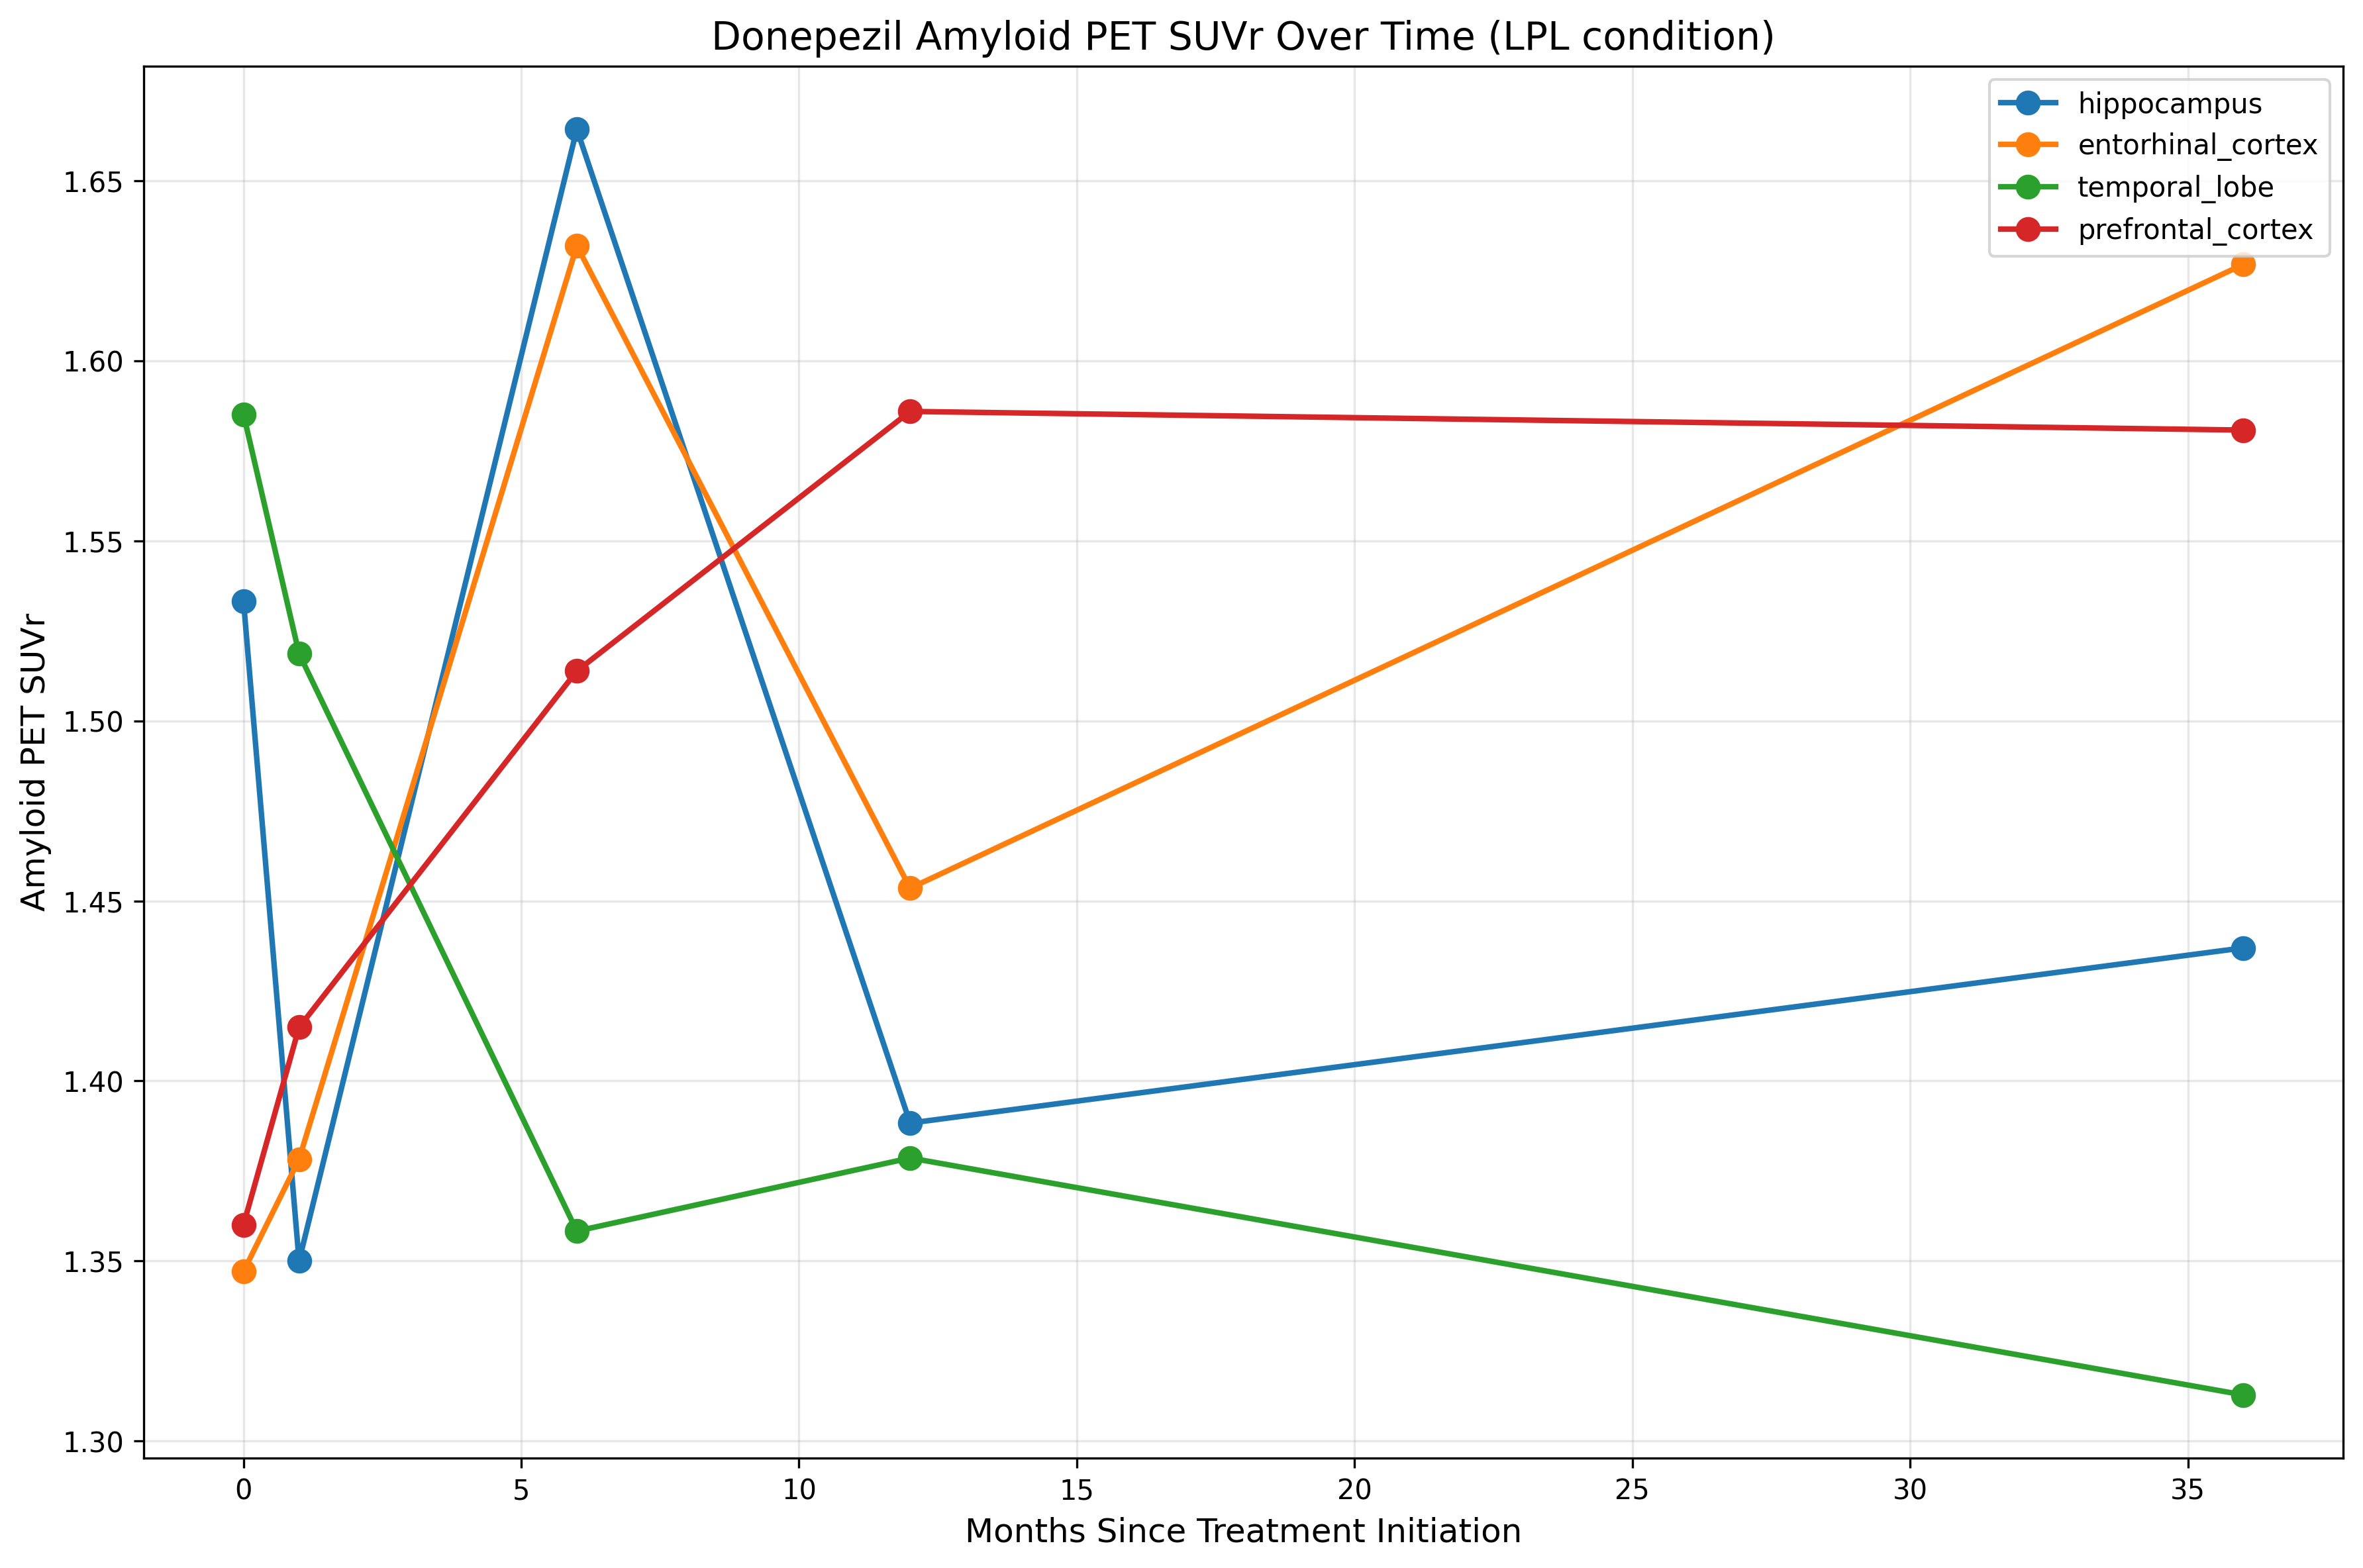 Donepezil Amyloid PET SUVr Over Time (LPL condition)
hippocampus
entorhinal_cortex
temporal_lobe
prefrontal_cortex
Amyloid PET SUVr
1.65
1.60
1.55
1.50
1.45
1.40
1.35
1.30
0 5 10 15 20 25 30 35
Months Since Treatment Initiation